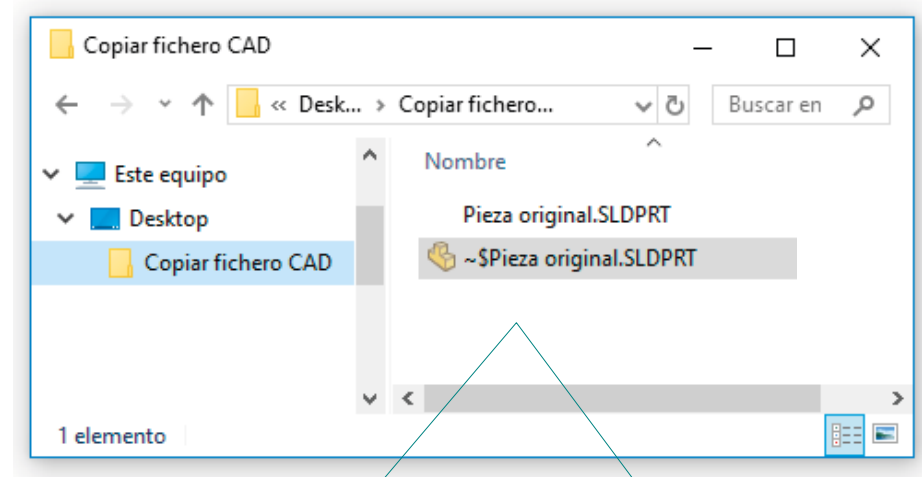 Copiar fichero CAD
« Desk... › Copiar fichero...
Buscar en
Este equipo
Desktop
Copiar fichero CAD
Nombre
Pieza original.SLDPRT
~$Pieza original.SLDPRT
1 elemento